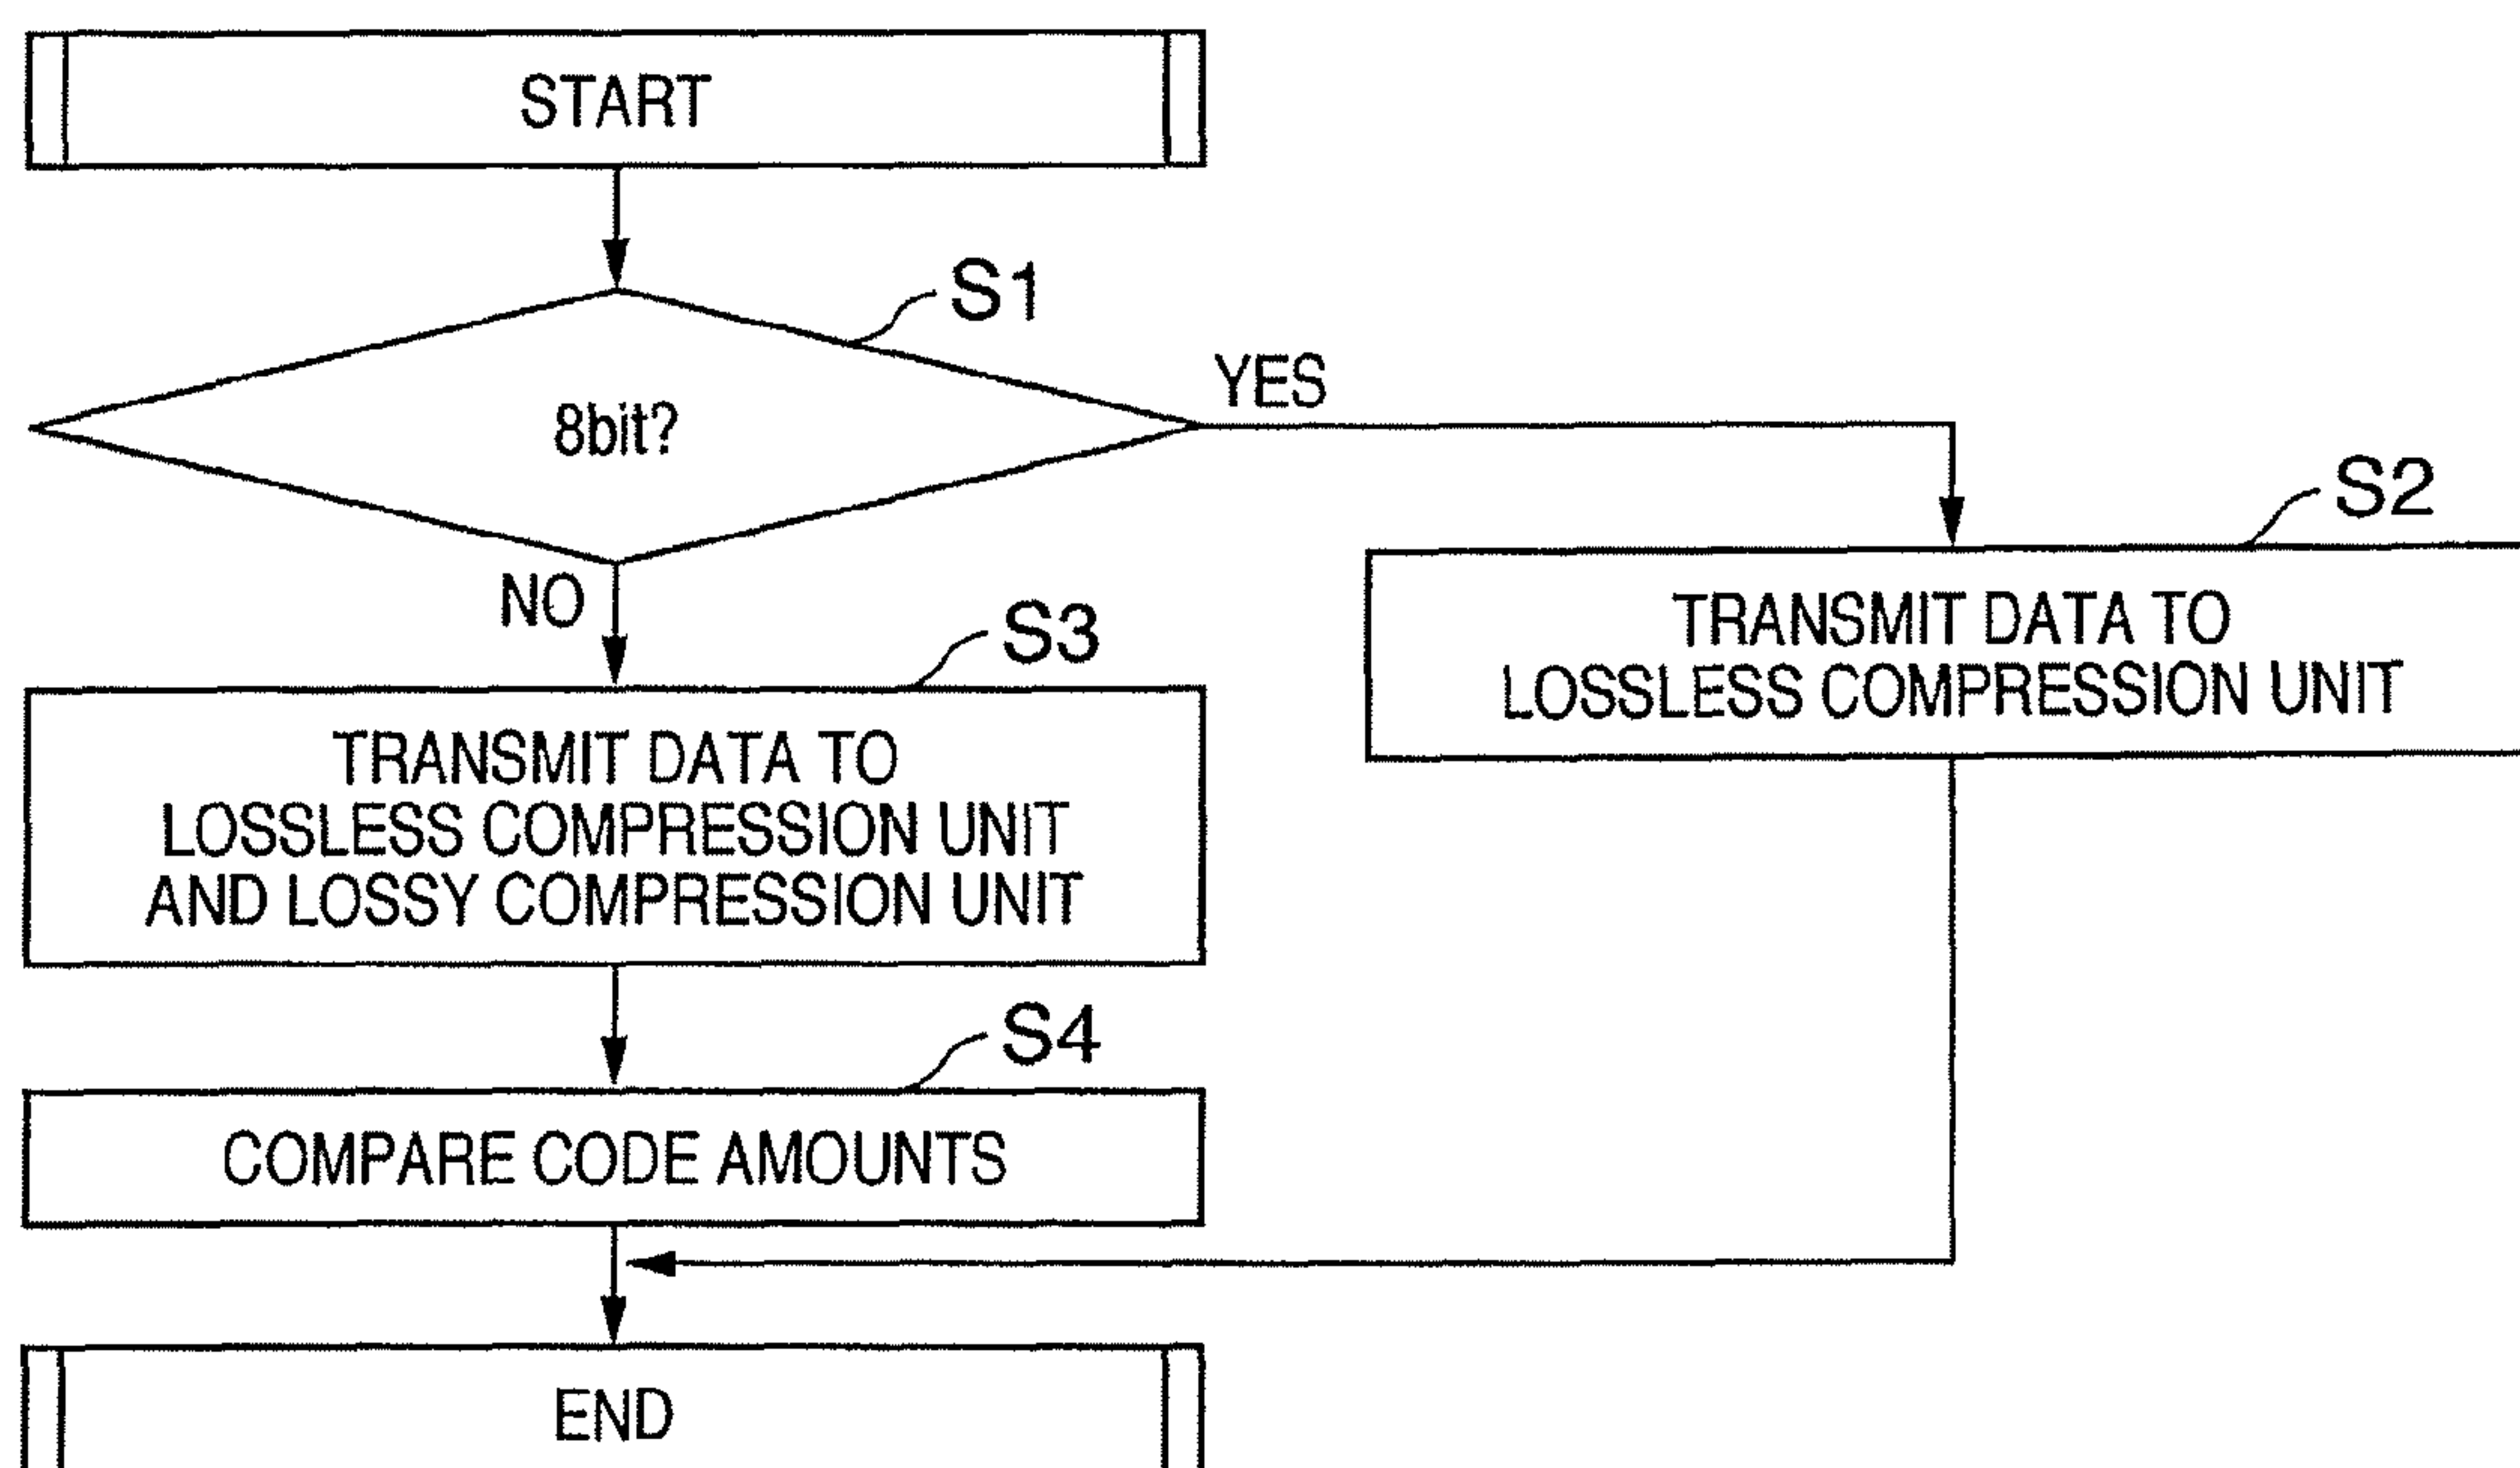 START
S1
8bit?
YES
S2
TRANSMIT DATA TO
LOSSLESS COMPRESSION UNIT
NO
S3
TRANSMIT DATA TO
LOSSLESS COMPRESSION UNIT
AND LOSSY COMPRESSION UNIT
S4
COMPARE CODE AMOUNTS
END